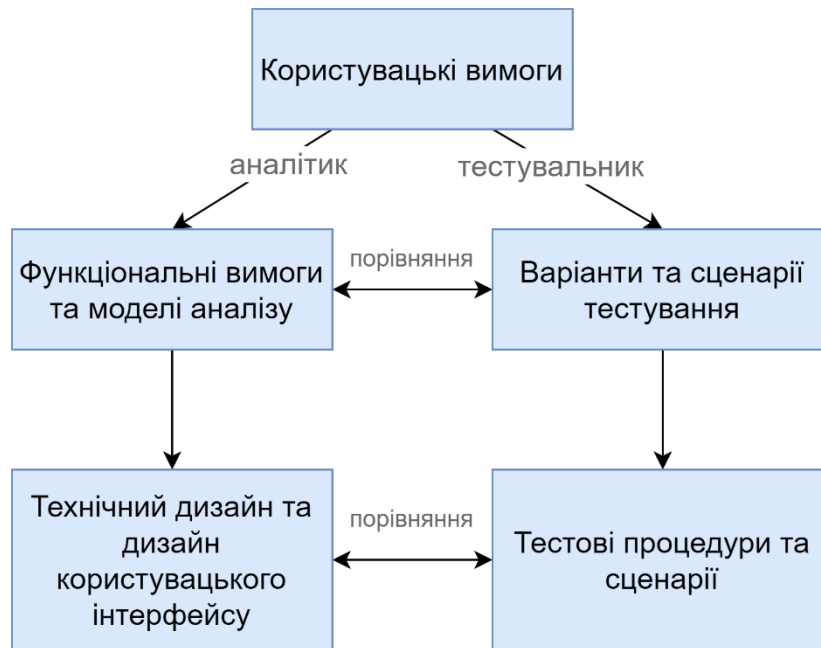 Користувацькі вимоги
аналітик
тестувальник
Функціональні вимоги
та моделі аналізу
порівняння
Варіанти та сценарії
тестування
Технічний дизайн та
дизайн
користувацького
інтерфейсу
порівняння
Тестові процедури та
сценарії